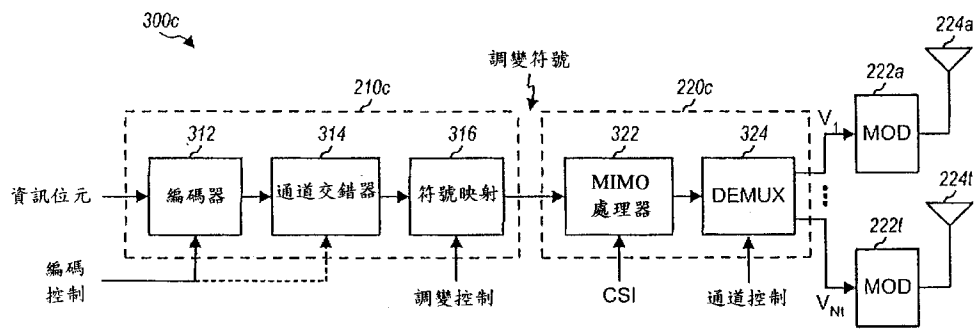 300c
224a
調變符號
210c
220c
222a
312
314
316
322
324
V1
MOD
資訊位元
編碼器
通道交錯器
符號映射
MIMO
處理器
DEMUX
224t
222t
編碼
控制
調變控制
CSI
通道控制
VNt
MOD